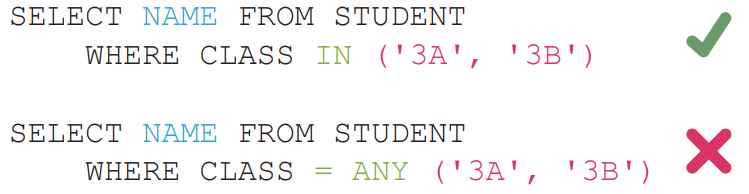 SELECT NAME FROM STUDENT
WHERE CLASS IN ('3A', '3B')
SELECT NAME FROM STUDENT
WHERE CLASS = ANY ('3A', '3B')